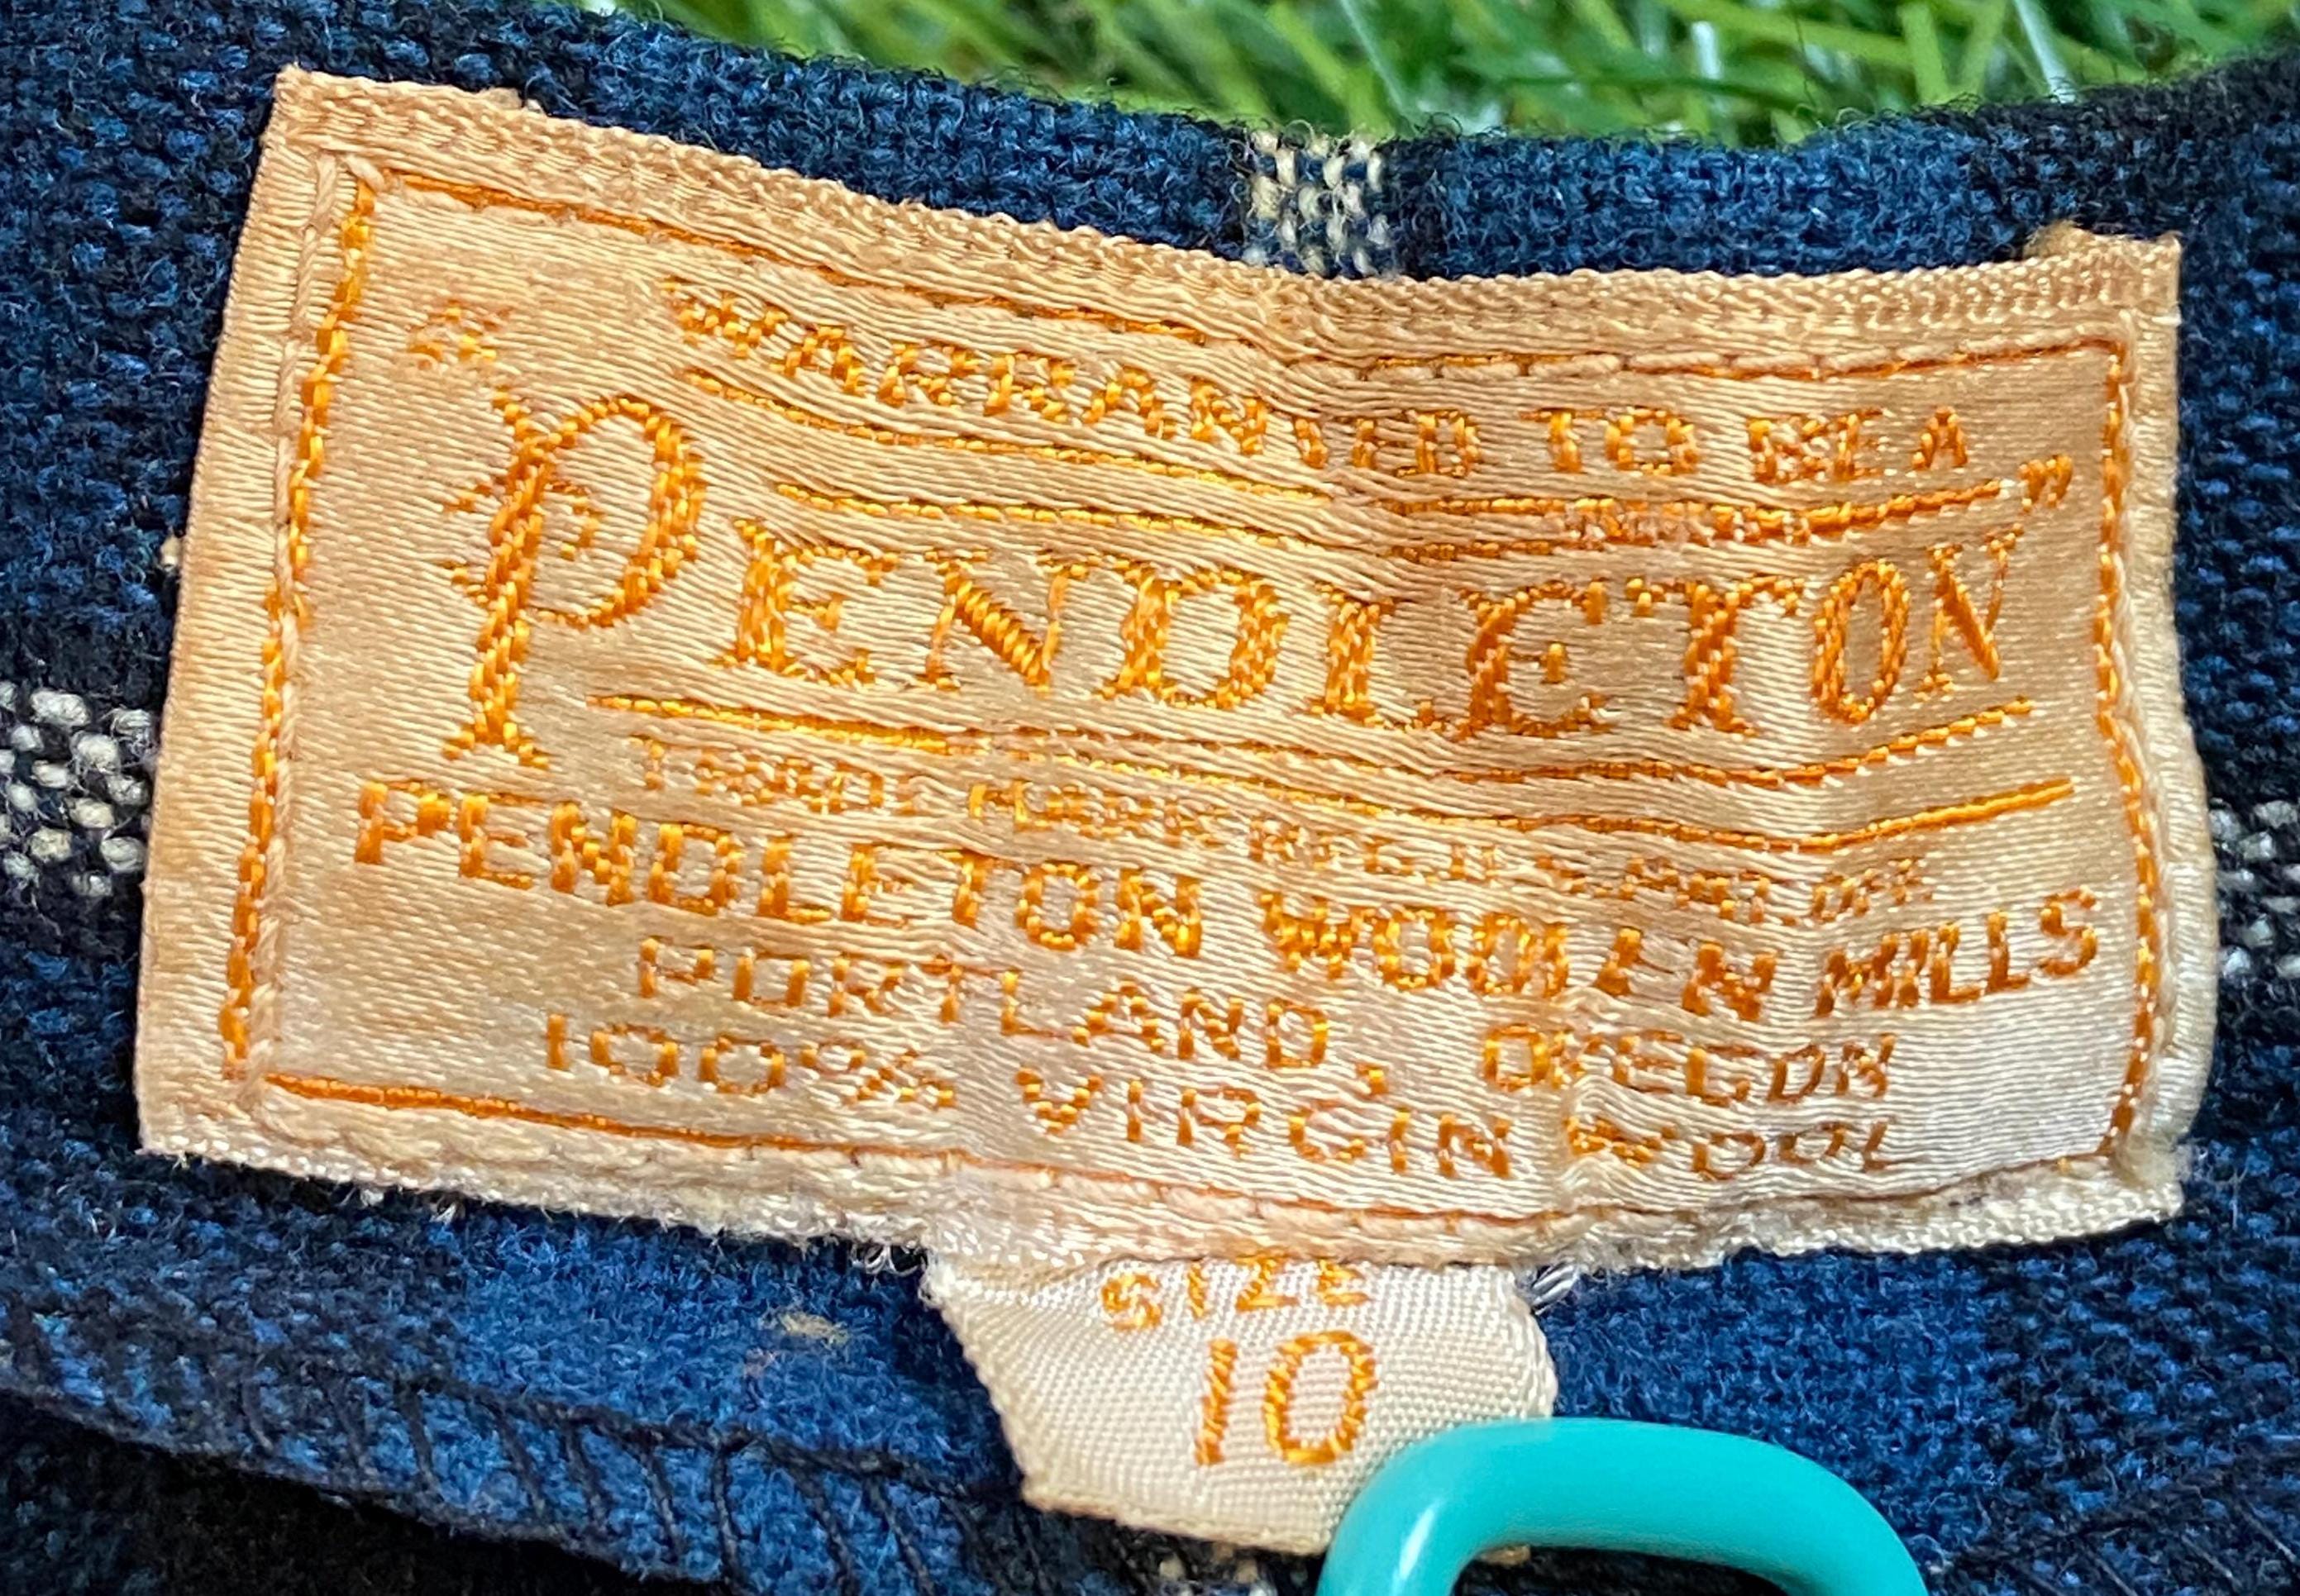 WARRANTED TO BE A
"PENDLETON"
TRADE MARK REG. U.S. PAT. OFF.
PENDLETON WOOLEN MILLS
PORTLAND, OREGON
100% VIRGIN WOOL
SIZE
10